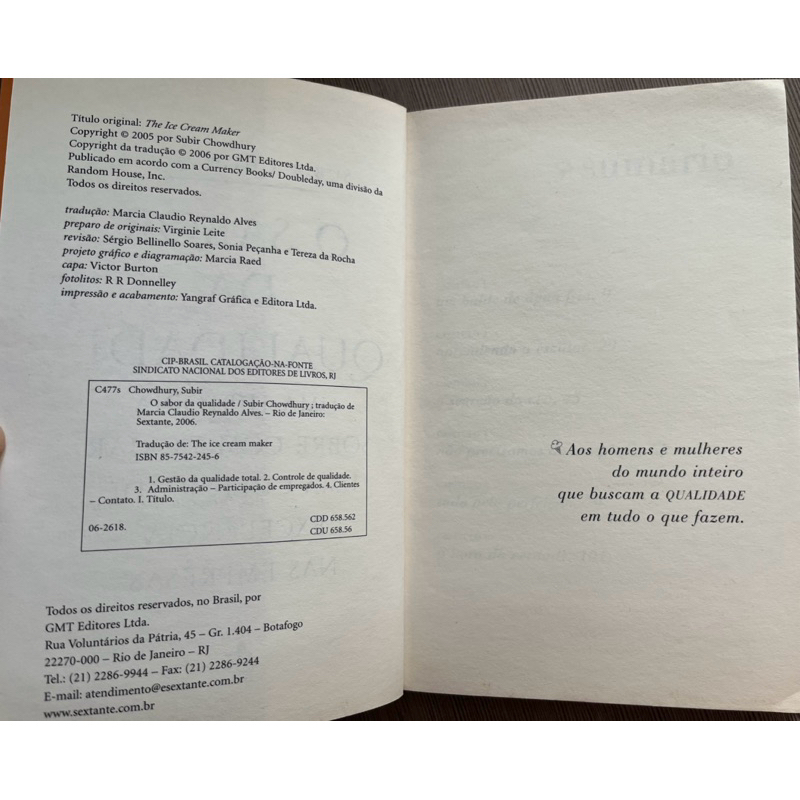 Título original: The Ice Cream Maker
Copyright © 2005 por Subir Chowdhury
Copyright da tradução © 2006 por GMT Editores Ltda.
Publicado em acordo com a Currency Books/ Doubleday, uma divisão da
Random House, Inc.
Todos os direitos reservados.
tradução: Marcia Claudio Reynaldo Alves
preparo de originais: Virginie Leite
revisão: Sérgio Bellinello Soares, Sonia Peçanha e Tereza da Rocha
projeto gráfico e diagramação: Marcia Raed
capa: Victor Burton
fotolitos: R R Donnelley
impressão e acabamento: Yangraf Gráfica e Editora Ltda.
CIP-BRASIL. CATALOGAÇÃO-NA-FONTE
SINDICATO NACIONAL DOS EDITORES DE LIVROS, RJ
C477s Chowdhury, Subir
O sabor da qualidade / Subir Chowdhury ; tradução de
Marcia Claudio Reynaldo Alves. – Rio de Janeiro:
Sextante, 2006.
Tradução de: The ice cream maker
ISBN 85-7542-245-6
1. Gestão da qualidade total. 2. Controle de qualidade.
3. Administração – Participação de empregados. 4. Clientes
– Contato. I. Título.
CDD 658.562
06-2618. CDU 658.56
Todos os direitos reservados, no Brasil, por
GMT Editores Ltda.
Rua Voluntários da Pátria, 45 – Gr. 1.404 – Botafogo
22270-000 – Rio de Janeiro – RJ
Tel.: (21) 2286-9944 – Fax: (21) 2286-9244
E-mail: atendimento@esextante.com.br
www.sextante.com.br
Aos homens e mulheres
do mundo inteiro
que buscam a QUALIDADE
em tudo o que fazem.